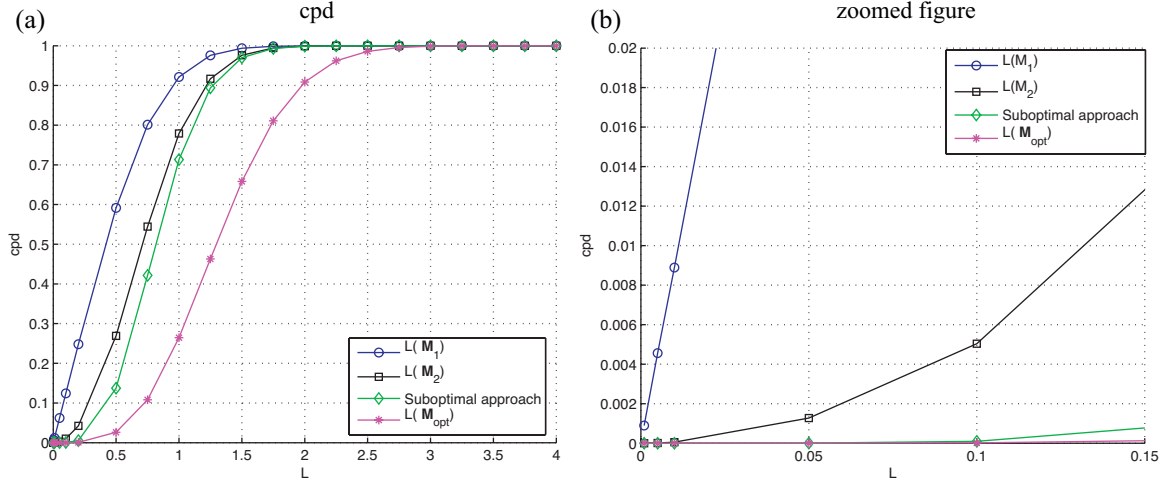 (a)
cpd
1
0.9
0.8
0.7
0.6
0.5
0.4
0.3
0.2
0.1
0
cpd
0 0.5 1 1.5 2 2.5 3 3.5 4
L
L( M1)
L( M2)
Suboptimal approach
L( Mopt)
(b)
zoomed figure
0.02
0.018
0.016
0.014
0.012
0.01
0.008
0.006
0.004
0.002
0
cpd
0 0.05 0.1 0.15
L
L(M1)
L(M2)
Suboptimal approach
L( Mopt)